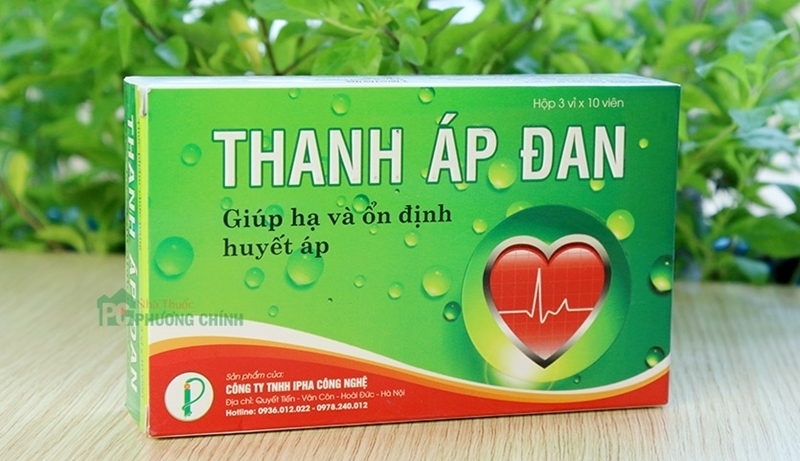 Hộp 3 vỉ x 10 viên
THANH ÁP ĐAN
Giúp hạ và ổn định
huyết áp
THANH ÁP ĐAN
Nhà Thuốc
PHƯƠNG CHÍNH
Sản phẩm của:
CÔNG TY TNHH IPHA CÔNG NGHỆ
Địa chỉ: Quyết Tiến - Vân Côn - Hoài Đức - Hà Nội
Hotline: 0936.012.022 - 0978.240.012